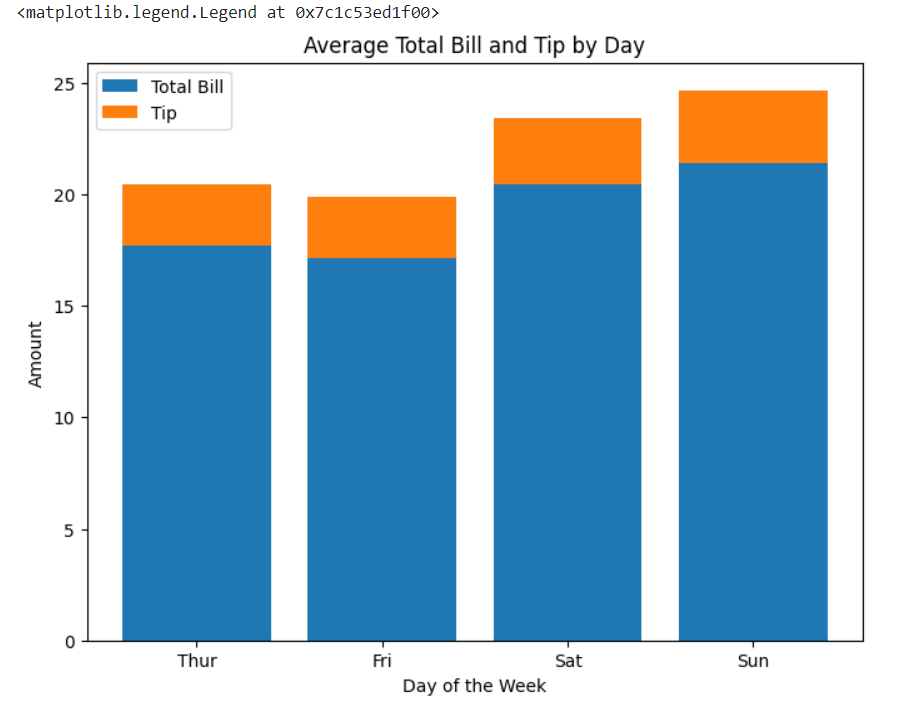 <matplotlib.legend.Legend at 0x7c1c53ed1f00>
Average Total Bill and Tip by Day
Total Bill
Tip
25
20
15
10
5
0
Amount
Thur Fri Sat Sun
Day of the Week